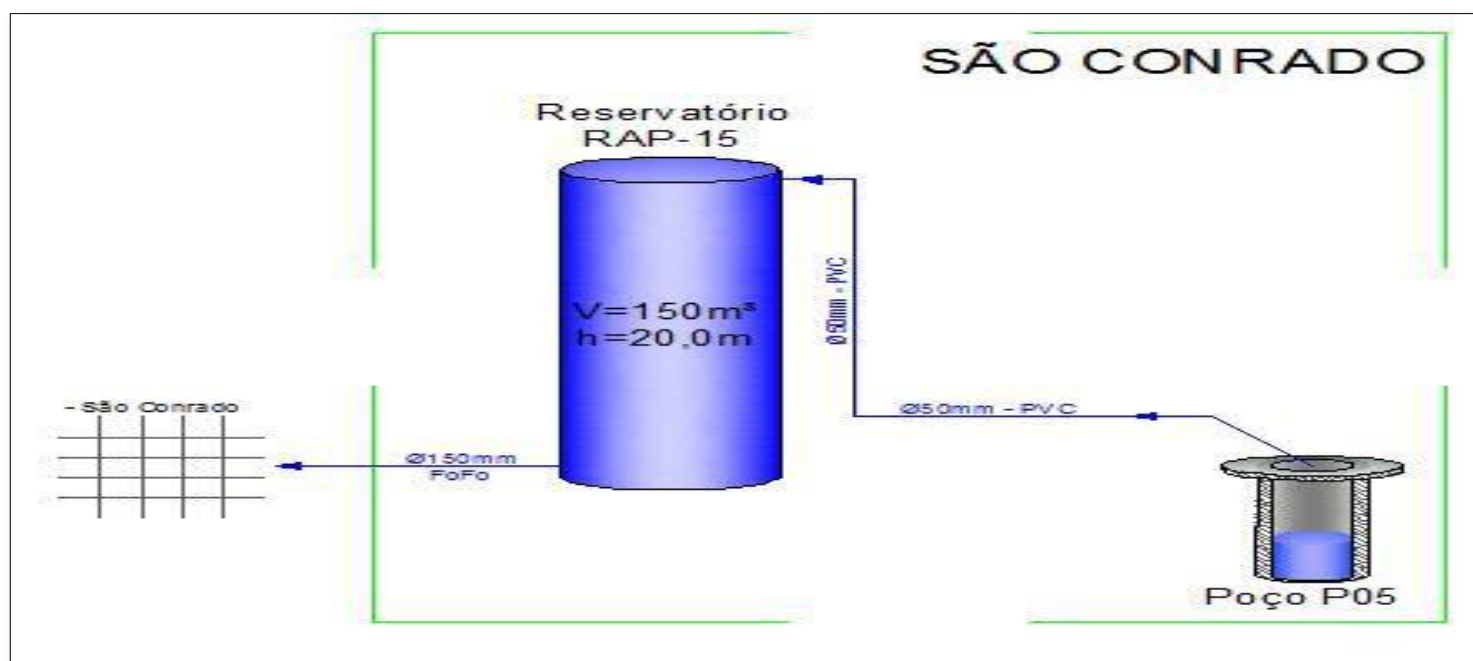 SÃO CONRADO
Reservatório
RAP-15
V=150m³
h=20,0m
Ø50mm - PVC
Ø50mm - PVC
- São Conrado
Ø150mm
FoFo
Poço P05